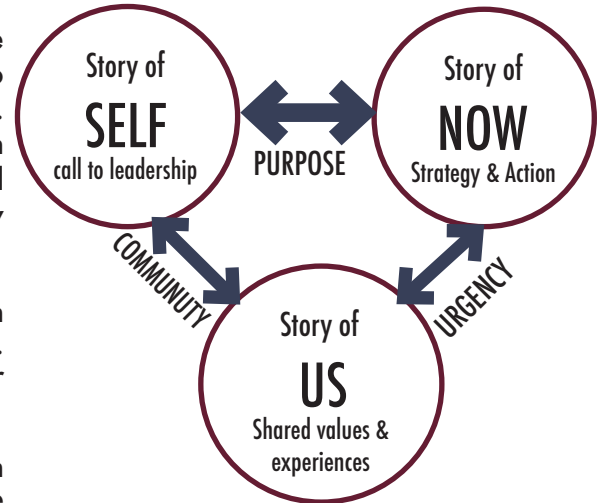 Story of
SELF
call to leadership
PURPOSE
Story of
NOW
Strategy & Action
COMMUNUTY
URGENCY
Story of
US
Shared values &
experiences